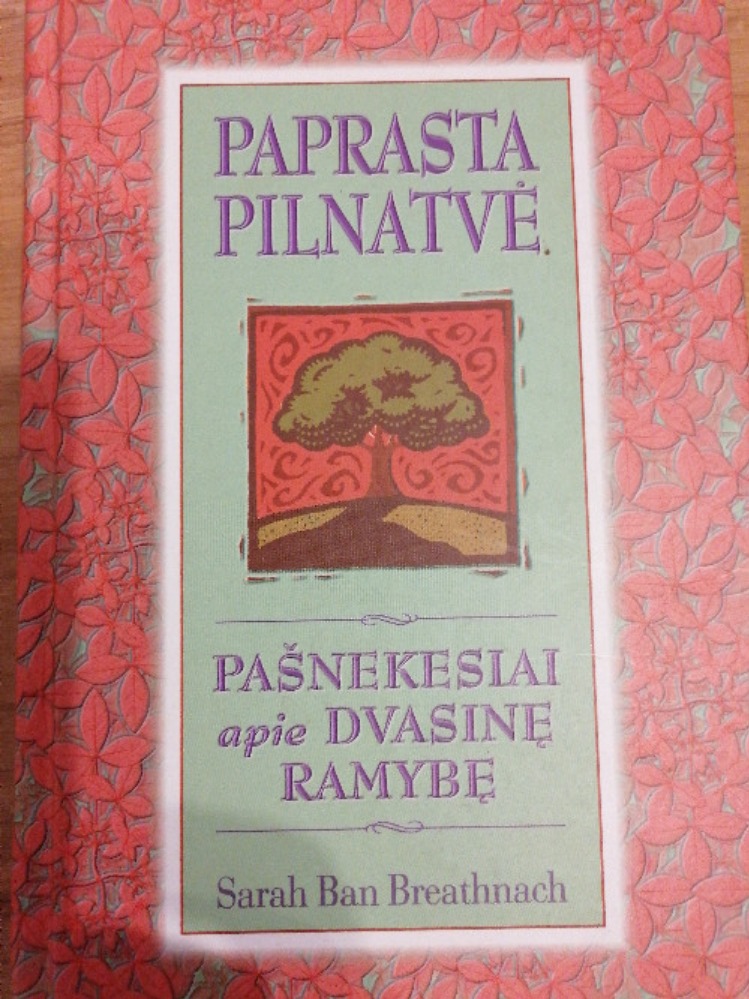 PAPRASTA
PILNATVĖ
PAŠNEKESIAI
apie DVASINĘ
RAMYBĘ
Sarah Ban Breathnach